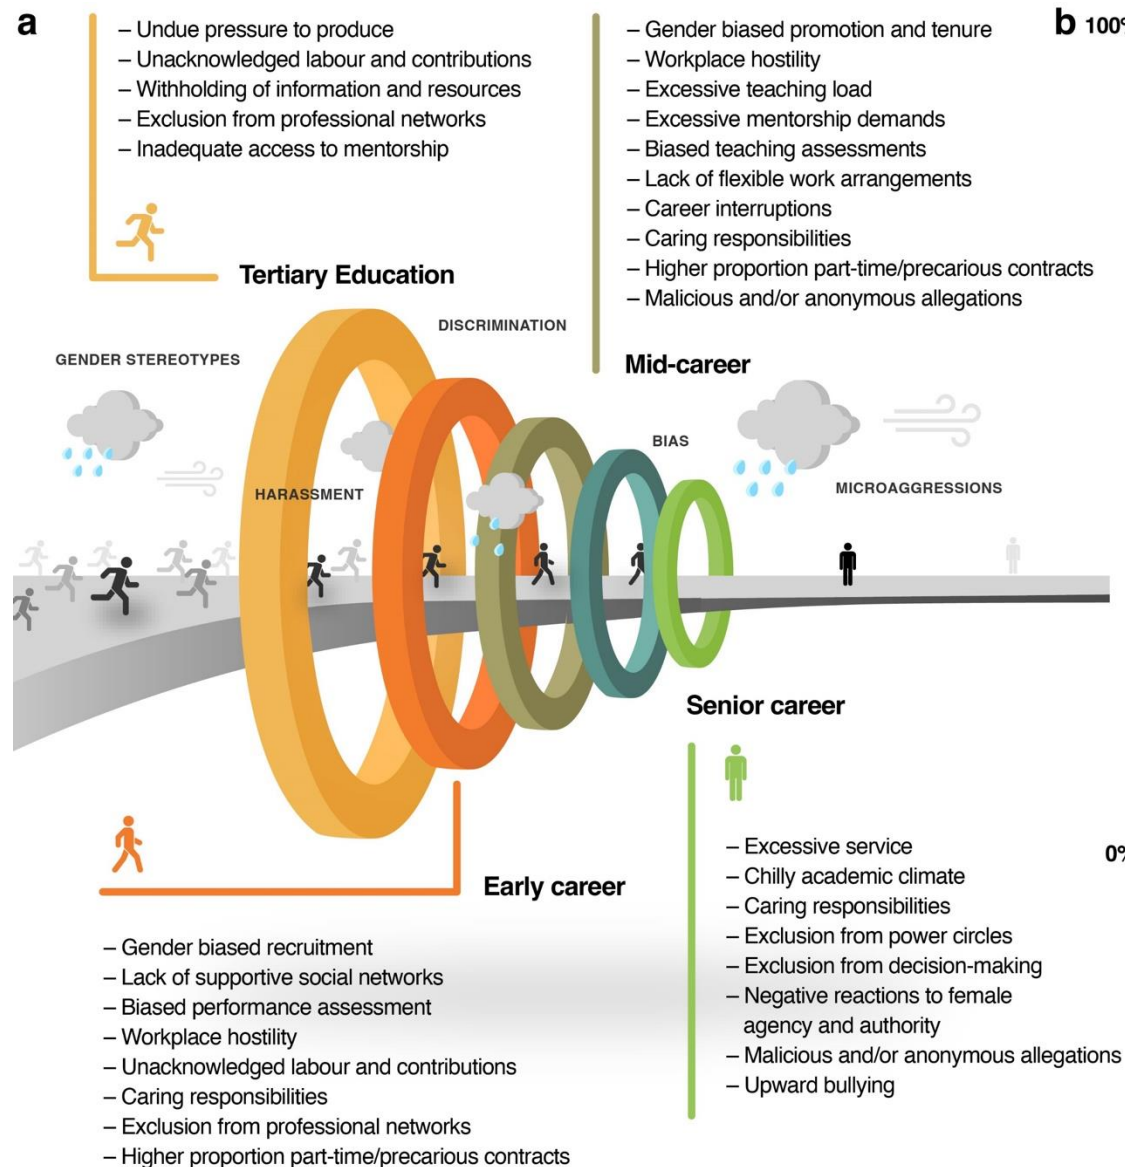 a
– Undue pressure to produce
– Unacknowledged labour and contributions
– Withholding of information and resources
– Exclusion from professional networks
– Inadequate access to mentorship
Tertiary Education
– Gender biased promotion and tenure
– Workplace hostility
– Excessive teaching load
– Excessive mentorship demands
– Biased teaching assessments
– Lack of flexible work arrangements
– Career interruptions
– Caring responsibilities
– Higher proportion part-time/precarious contracts
– Malicious and/or anonymous allegations
Mid-career
b
100%
GENDER STEREOTYPES
DISCRIMINATION
HARASSMENT
BIAS
MICROAGGRESSIONS
Early career
– Gender biased recruitment
– Lack of supportive social networks
– Biased performance assessment
– Workplace hostility
– Unacknowledged labour and contributions
– Caring responsibilities
– Exclusion from professional networks
– Higher proportion part-time/precarious contracts
Senior career
– Excessive service
– Chilly academic climate
– Caring responsibilities
– Exclusion from power circles
– Exclusion from decision-making
– Negative reactions to female
agency and authority
– Malicious and/or anonymous allegations
– Upward bullying
0%